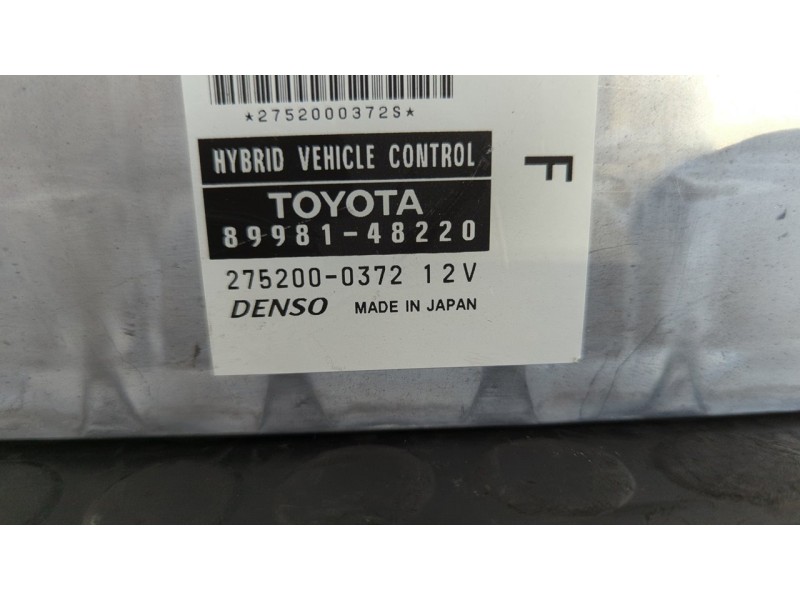 *2752000372S*
HYBRID VEHICLE CONTROL
F
TOYOTA
89981-48220
275200-0372 12V
DENSO MADE IN JAPAN